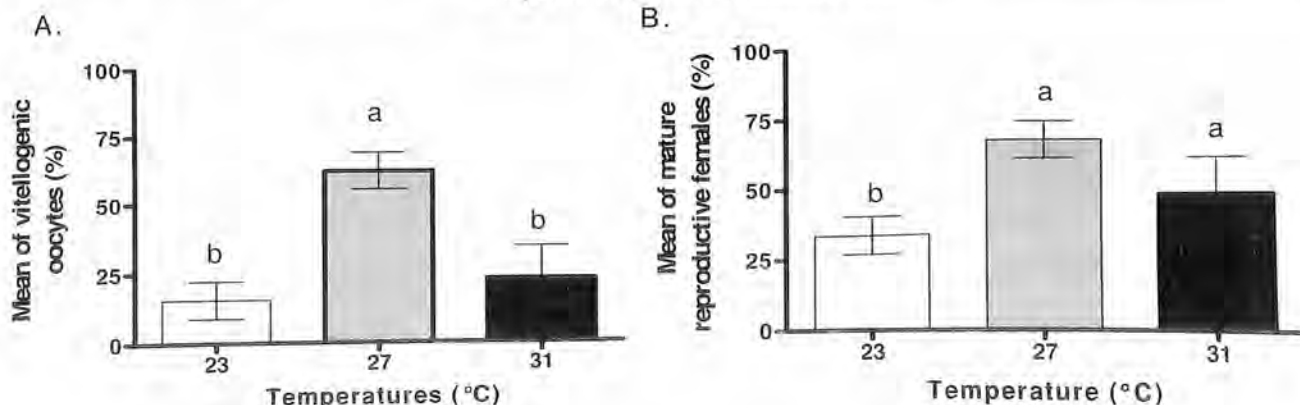 A.
Mean of vitellogenic
oocytes (%)
100
75
50
25
0
b
a
b
23
27
31
Temperatures (°C)
B.
Mean of mature
reproductive females (%)
100
75
50
25
0
b
a
a
23
27
31
Temperature (°C)